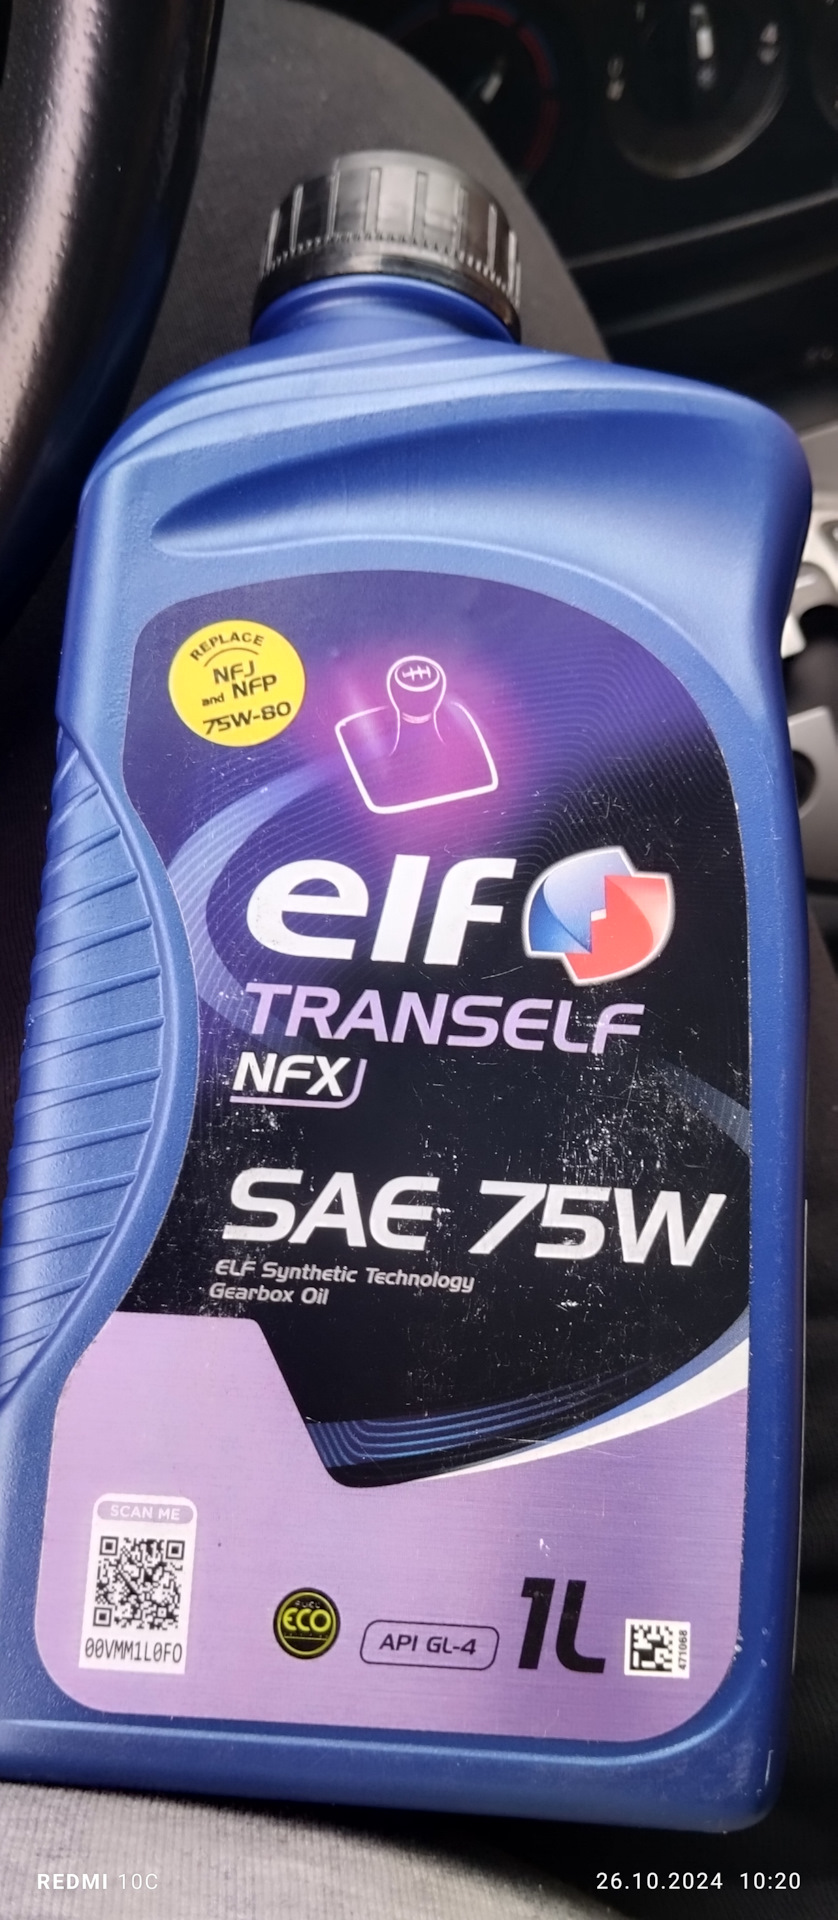 REPLACE
NFJ
and NFP
75W-80
elf
TRANSELF
NFX
SAE 75W
ELF Synthetic Technology
Gearbox Oil
SCAN ME
00VMM1L0FO
FUEL
ECO
API GL-4
1L
471068
REDMI 10C
26.10.2024 10:20